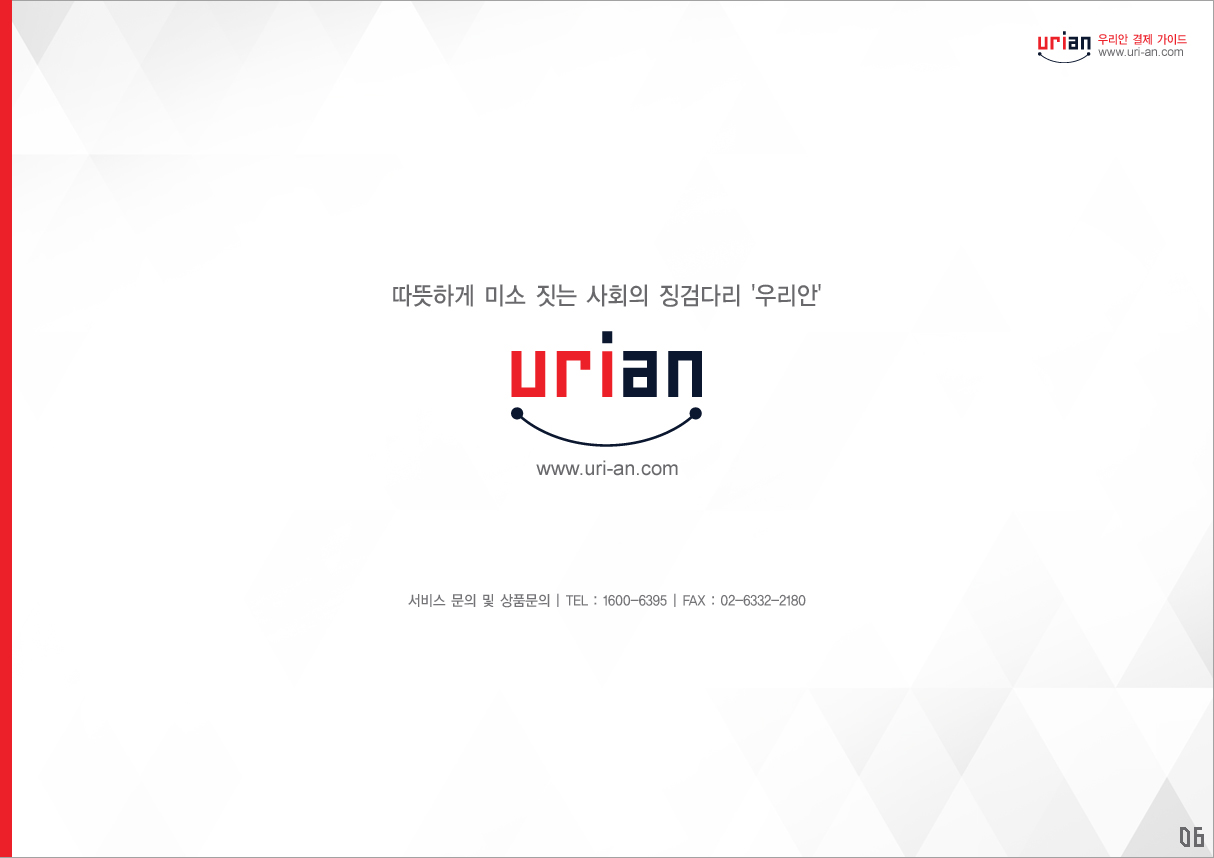 urian 우리안 결제 가이드
www.uri-an.com
따뜻하게 미소 짓는 사회의 징검다리 '우리안'
urian
www.uri-an.com
서비스 문의 및 상품문의 | TEL : 1600-6395 | FAX : 02-6332-2180
06